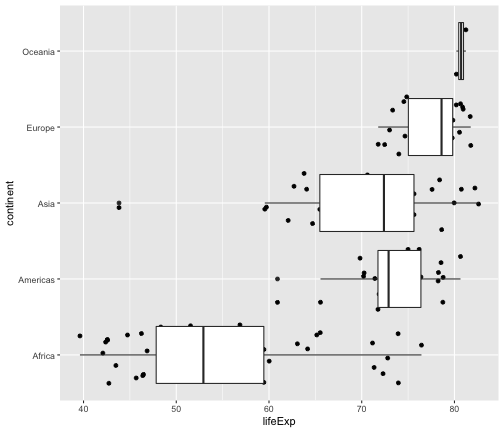 Oceania
Europe
Asia
Americas
Africa
continent
40 50 60 70 80
lifeExp